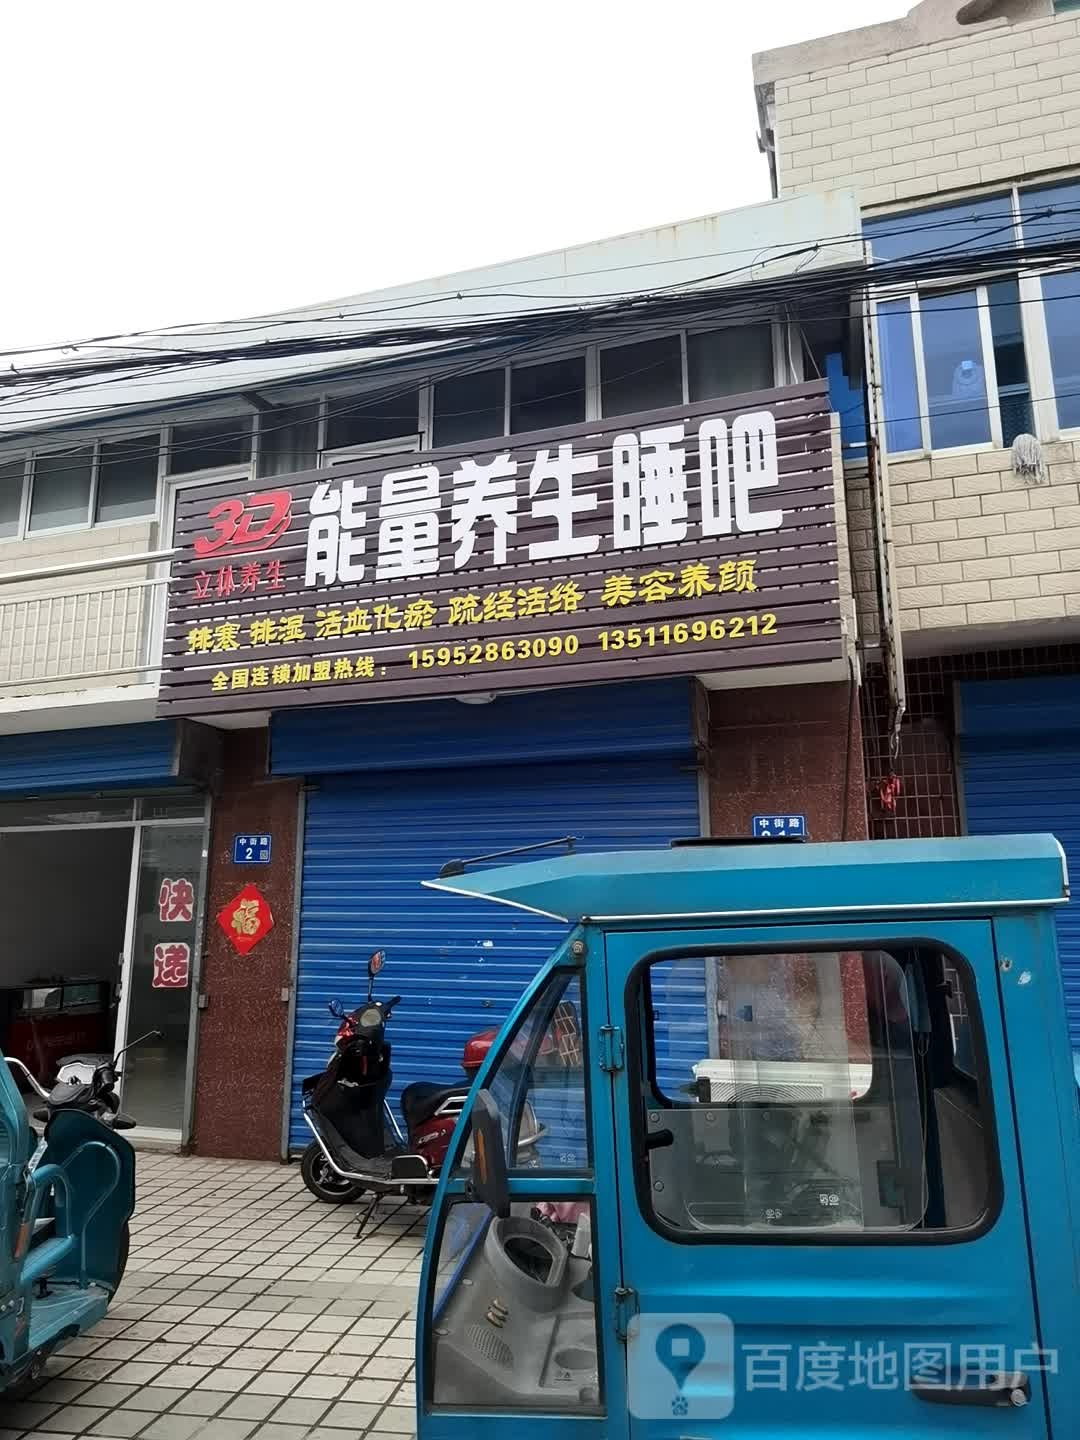 3D 能量养生睡吧
立体养生
排寒 排湿 活血化瘀 疏经活络 美容养颜
全国连锁加盟热线：15952863090 13511696212
中街路
2
中街路
快递
福
百度地图用户